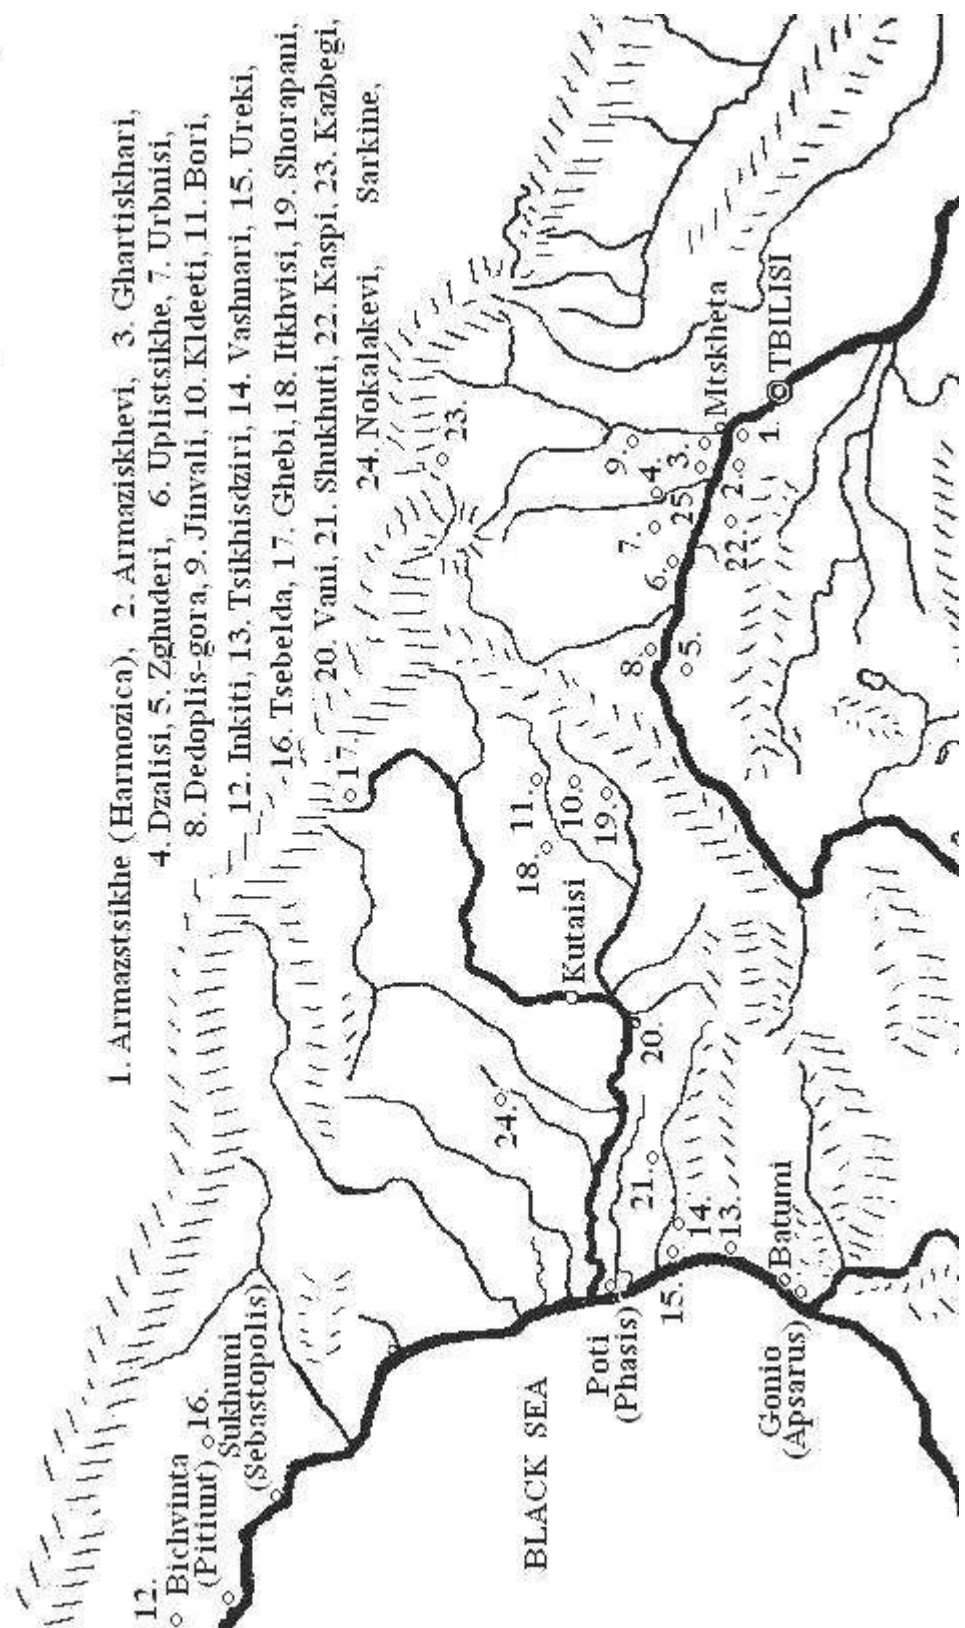 1. Armazstsikhe (Harmozica), 2. Armaziskhevi, 3. Ghartiskhari,
4. Dzalisi, 5. Zghuderi, 6. Uplistsikhe, 7. Urbnisi,
8. Dedoplis-gora, 9. Jinvali, 10. Kldeeti, 11. Bori,
12. Inkiti, 13. Tsikhisdziri, 14. Vashnari, 15. Ureki,
16. Tsebelda, 17. Ghebi, 18. Itkhvisi, 19. Shorapani,
20. Vani, 21. Shukhuti, 22. Kaspi, 23. Kazbegi,
24. Nokalakevi, Sarkine,
12.
Bichvinta
(Pitiunt)
16.
Sukhumi
(Sebastopolis)
17.
23.
24.
18.
11.
10.
19.
Kutaisi
9.
4.
3.
Mtskheta
7.
25
6.
8.
5.
22.
2.
1.
TBILISI
BLACK SEA
Poti
(Phasis)
20.
21.
15.
14.
13.
Batumi
Gonio
(Apsarus)